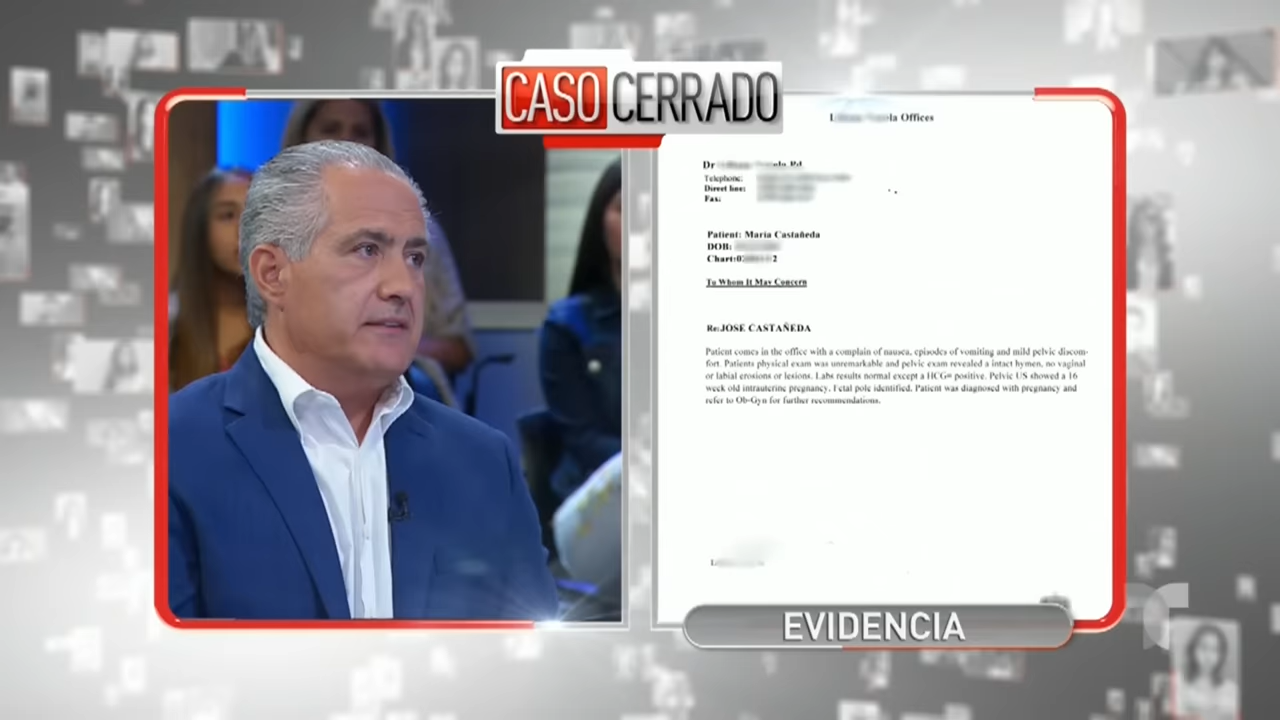 CASO CERRADO
Offices
Dr
Telephone:
Direct line:
Fax:
Patient: Maria Castañeda
DOB:
Chart:
To Whom It May Concern
Re:JOSE CASTAÑEDA
Patient comes in the office with a complain of nausea, episodes of vomiting and mild pelvic discom-
fort. Patients physical exam was unremarkable and pelvic exam revealed a intact hymen, no vaginal
or labial erosions or lesions. Labs results normal except a HCG= positive. Pelvic US showed a 16
week old intrauterine pregnancy. Fetal pole identified. Patient was diagnosed with pregnancy and
refer to Ob-Gyn for further recommendations.
EVIDENCIA